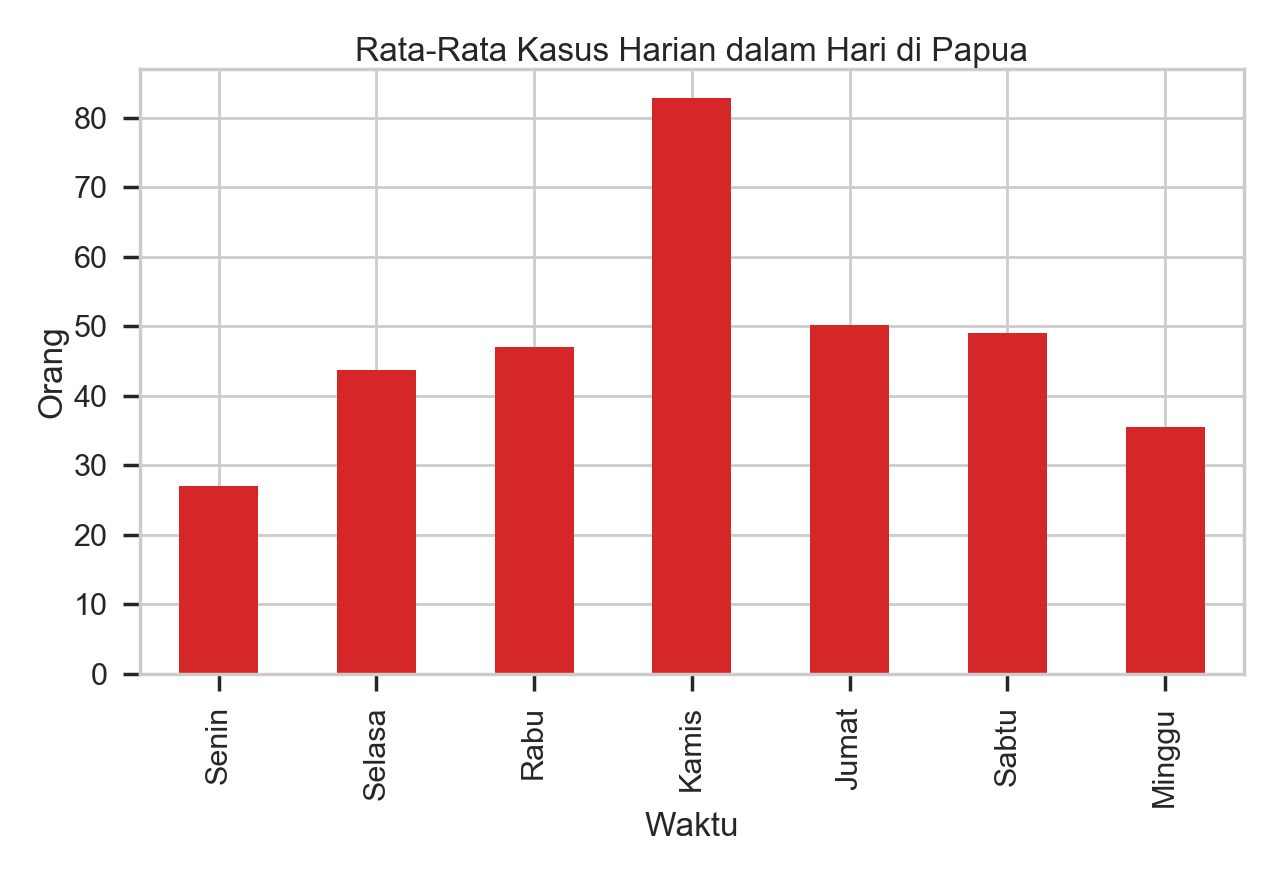 Rata-Rata Kasus Harian dalam Hari di Papua
Orang
80
70
60
50
40
30
20
10
0
Senin
Selasa
Rabu
Kamis
Jumat
Sabtu
Minggu
Waktu